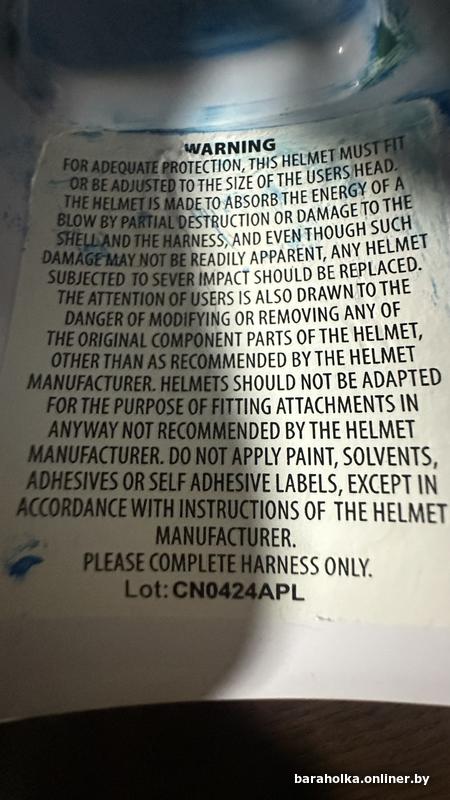 WARNING
FOR ADEQUATE PROTECTION, THIS HELMET MUST FIT
OR BE ADJUSTED TO THE SIZE OF THE USERS HEAD.
THE HELMET IS MADE TO ABSORB THE ENERGY OF A
BLOW BY PARTIAL DESTRUCTION OR DAMAGE TO THE
SHELL AND THE HARNESS, AND EVEN THOUGH SUCH
DAMAGE MAY NOT BE READILY APPARENT, ANY HELMET
SUBJECTED TO SEVER IMPACT SHOULD BE REPLACED.
THE ATTENTION OF USERS IS ALSO DRAWN TO THE
DANGER OF MODIFYING OR REMOVING ANY OF
THE ORIGINAL COMPONENT PARTS OF THE HELMET,
OTHER THAN AS RECOMMENDED BY THE HELMET
MANUFACTURER. HELMETS SHOULD NOT BE ADAPTED
FOR THE PURPOSE OF FITTING ATTACHMENTS IN
ANYWAY NOT RECOMMENDED BY THE HELMET
MANUFACTURER. DO NOT APPLY PAINT, SOLVENTS,
ADHESIVES OR SELF ADHESIVE LABELS, EXCEPT IN
ACCORDANCE WITH INSTRUCTIONS OF THE HELMET
MANUFACTURER.
PLEASE COMPLETE HARNESS ONLY.
Lot: CN0424APL
baraholka.onliner.by